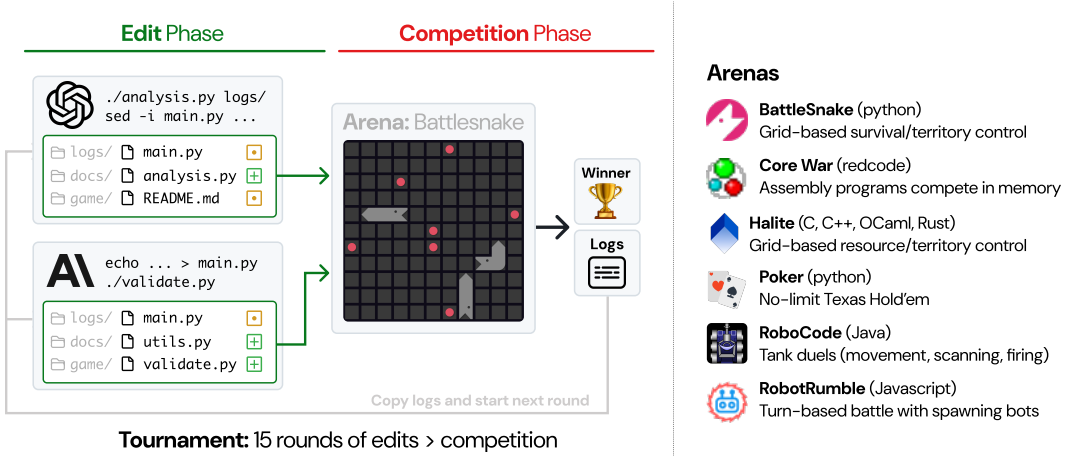 Edit Phase
Competition Phase
./analysis.py logs/
sed -i main.py ...
logs/ main.py
docs/ analysis.py
game/ README.md
echo ... > main.py
./validate.py
logs/ main.py
docs/ utils.py
game/ validate.py
Arena: Battlesnake
Winner
Logs
Copy logs and start next round
Tournament: 15 rounds of edits > competition
Arenas
BattleSnake (python)
Grid-based survival/territory control
Core War (redcode)
Assembly programs compete in memory
Halite (C, C++, OCaml, Rust)
Grid-based resource/territory control
Poker (python)
No-limit Texas Hold’em
RoboCode (Java)
Tank duels (movement, scanning, firing)
RobotRumble (Javascript)
Turn-based battle with spawning bots